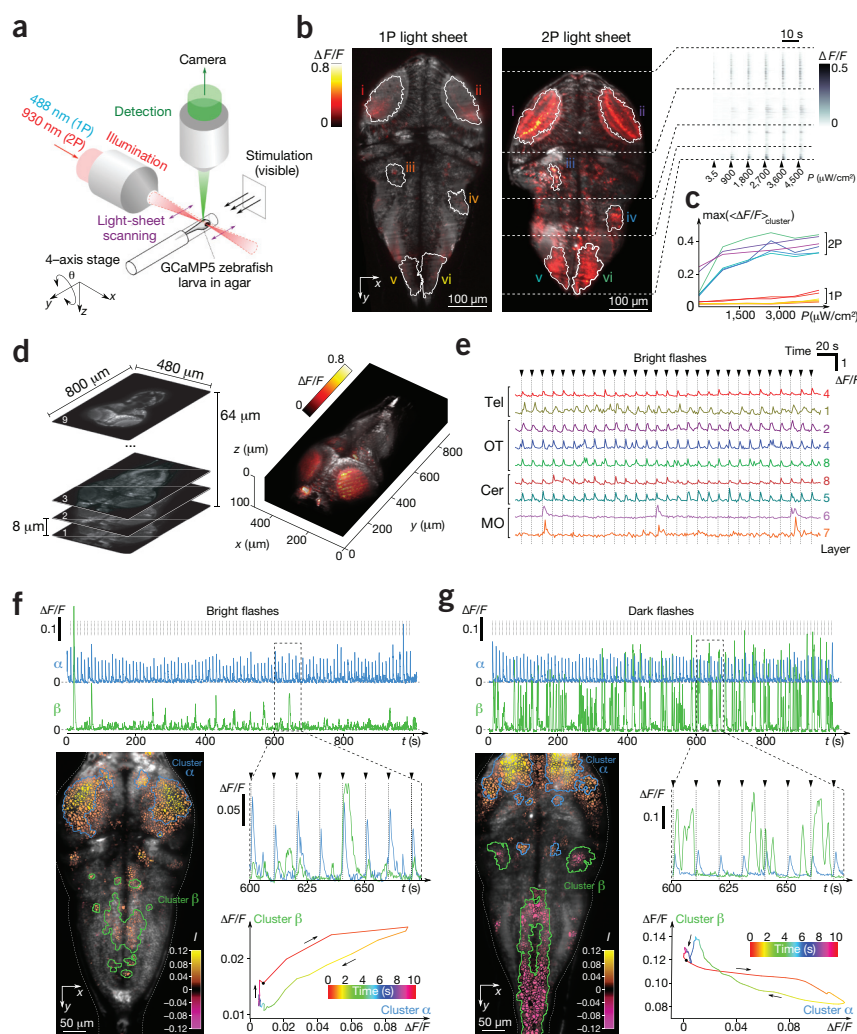 a
Camera
Detection
488 nm (1P)
930 nm (2P)
Illumination
Stimulation
(visible)
Light-sheet
scanning
4–axis stage
θ
y
x
z
GCaMP5 zebrafish
larva in agar
b
1P light sheet
2P light sheet
ΔF/F
0.8
0
i
ii
iii
iv
v
vi
x
y
100 µm
i
ii
iii
iv
v
vi
100 µm
10 s
ΔF/F
0.5
0
3.5
900
1,800
2,700
3,600
4,500
P (µW/cm²)
c
max(<ΔF/F>cluster)
0.4
0.2
0
2P
1P
1,500
3,000
P(µW/cm²)
d
800 µm
480 µm
9
...
3
2
1
64 µm
8 µm
0.8
ΔF/F
0
z
(µm)
0
100
400
200
0
x (µm)
0
200
400
600
800
y (µm)
e
Bright flashes
Time
20 s
1
ΔF/F
Tel
4
1
OT
2
4
8
Cer
8
5
MO
6
7
Layer
f
ΔF/F
Bright flashes
0.1
α
0
β
0
0
200
400
600
800
t (s)
Cluster
α
Cluster β
x
y
50 µm
I
0.12
0.08
0.04
0
–0.04
–0.08
–0.12
ΔF/F
0.05
600
625
650
t (s)
ΔF/F
Cluster β
0.02
0.01
0 2 4 6 8 10
Time (s)
Cluster α
0
0.02
0.04
0.06
0.08
ΔF/F
g
ΔF/F
Dark flashes
0.1
α
0
β
0
0
200
400
600
800
t (s)
Cluster
α
Cluster β
x
y
50 µm
I
0.12
0.08
0.04
0
–0.04
–0.08
–0.12
ΔF/F
0.1
600
625
650
t (s)
ΔF/F
Cluster β
0.14
0.12
0.10
0.08
0 2 4 6 8 10
Time (s)
Cluster α
0
0.04
0.08
ΔF/F